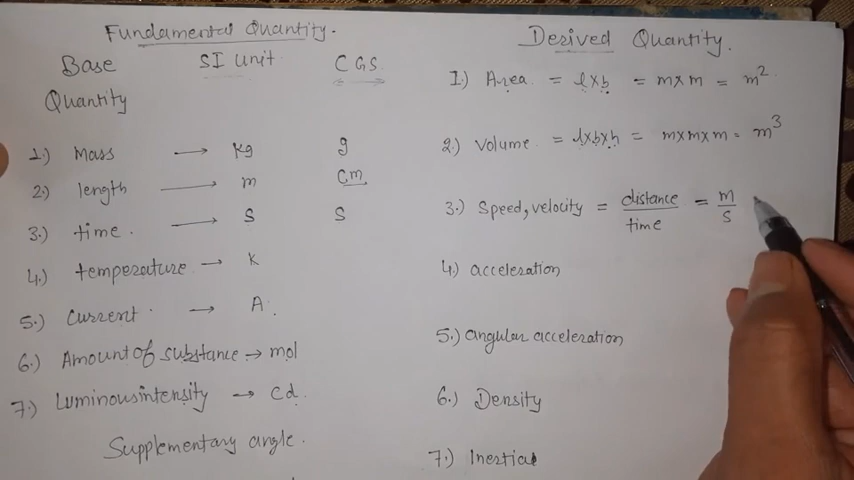 Fundamental Quantity.
Base Quantity SI Unit. CGS
1.) Mass → Kg g
2.) length → m Cm
3.) time. → S S
4.) temperature → K
5.) Current. → A.
6.) Amount of substance → mol
7.) Luminous intensity → Cd.
Supplementary angle.
Derived Quantity.
1.) Area = l×b = m×m = m²
2.) Volume = l×b×h = m×m×m = m³
3.) Speed, velocity = distance/time = m/s
4.) acceleration
5.) angular acceleration
6.) Density
7.) Inertia